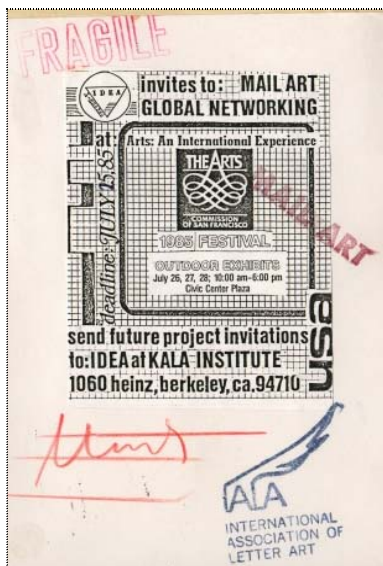 FRAGILE
IDEA
invites to: MAIL ART
GLOBAL NETWORKING
at: Arts: An International Experience
deadline: JULY 15.85
THE ARTS
COMMISSION
OF SAN FRANCISCO
MAIL ART
1985 FESTIVAL
OUTDOOR EXHIBITS
July 26, 27, 28; 10:00 am-6:00 pm
Civic Center Plaza
usa
send future project invitations
to: IDEA at KALA INSTITUTE
1060 heinz, berkeley, ca. 94710
INTERNATIONAL
ASSOCIATION OF
LETTER ART